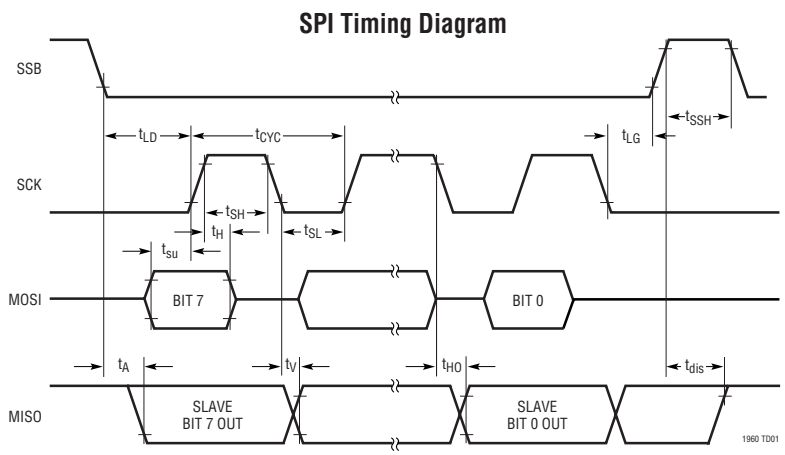 SPI Timing Diagram
SSB
tLD
tCYC
tLG
tSSH
SCK
tSH
tH
tSL
tsu
MOSI
BIT 7
BIT 0
tA
tV
tHO
tdis
MISO
SLAVE
BIT 7 OUT
SLAVE
BIT 0 OUT
1960 TD01